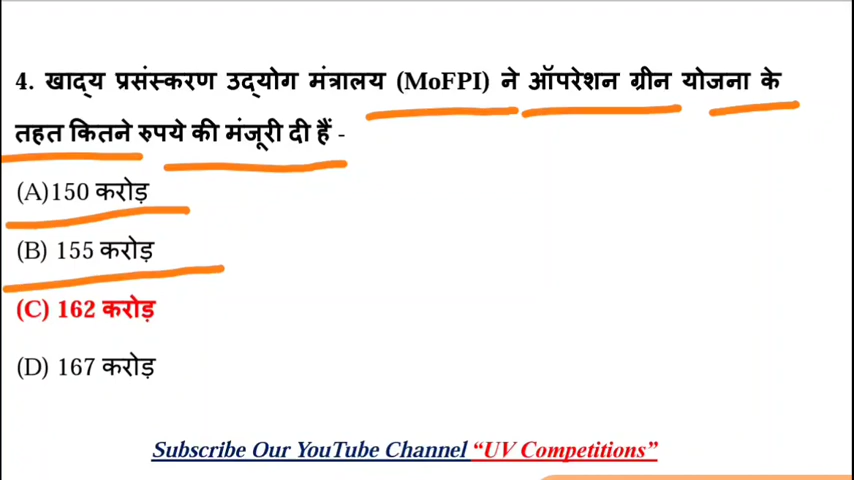 4. खाद्य प्रसंस्करण उद्योग मंत्रालय (MoFPI) ने ऑपरेशन ग्रीन योजना के
तहत कितने रुपये की मंजूरी दी हैं -
(A)150 करोड़
(B) 155 करोड़
(C) 162 करोड़
(D) 167 करोड़
Subscribe Our YouTube Channel “UV Competitions”